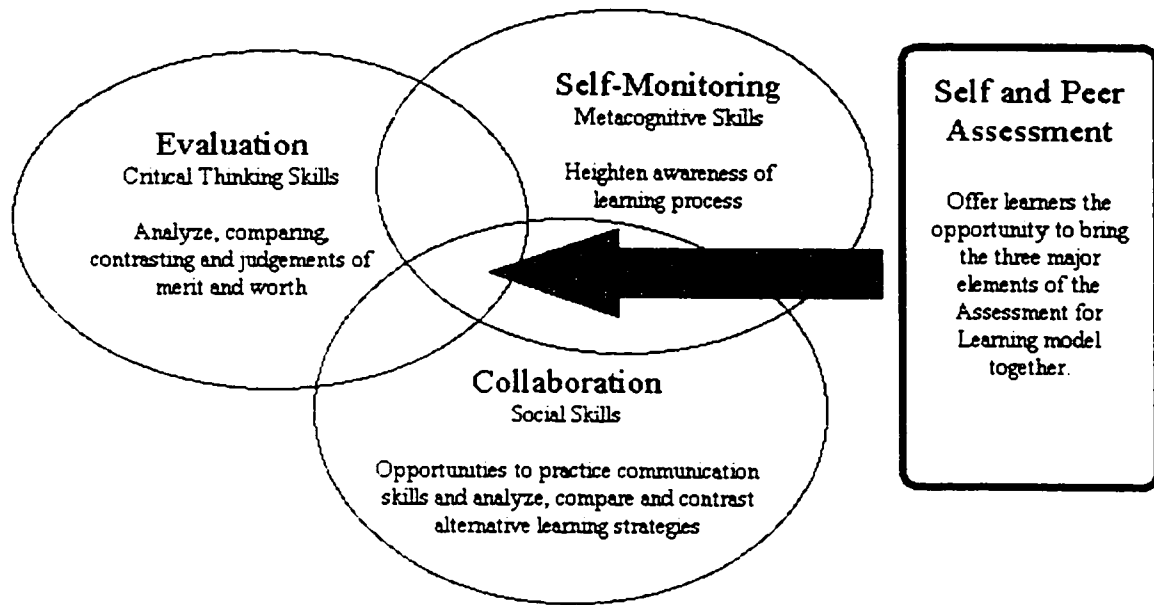 Evaluation
Critical Thinking Skills
Analyze, comparing,
contrasting and judgements of
merit and worth
Self-Monitoring
Metacognitive Skills
Heighten awareness of
learning process
Collaboration
Social Skills
Opportunities to practice communication
skills and analyze, compare and contrast
alternative learning strategies
Self and Peer
Assessment
Offer learners the
opportunity to bring
the three major
elements of the
Assessment for
Learning model
together.